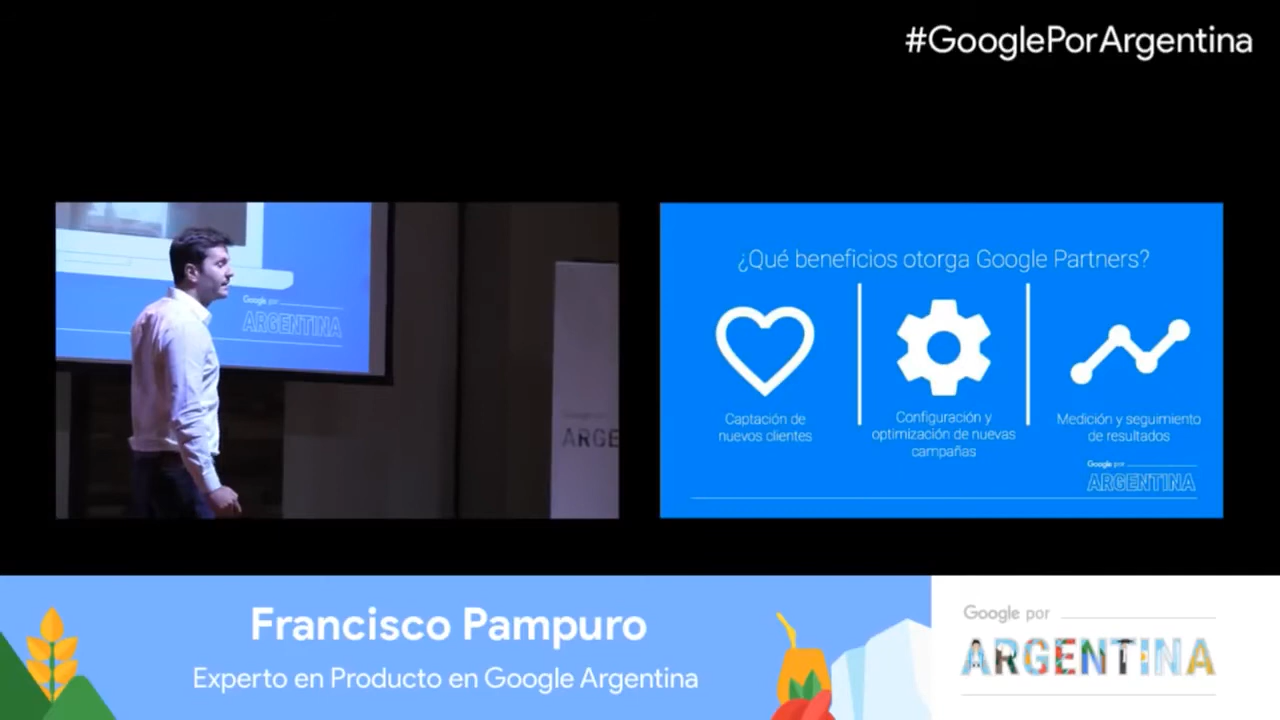 #GooglePorArgentina
Google por
ARGENTINA
ARGE
¿Qué beneficios otorga Google Partners?
Captación de
nuevos clientes
Configuración y
optimización de nuevas
campañas
Medición y seguimiento
de resultados
Google por
ARGENTINA
Francisco Pampuro
Experto en Producto en Google Argentina
Google por
ARGENTINA